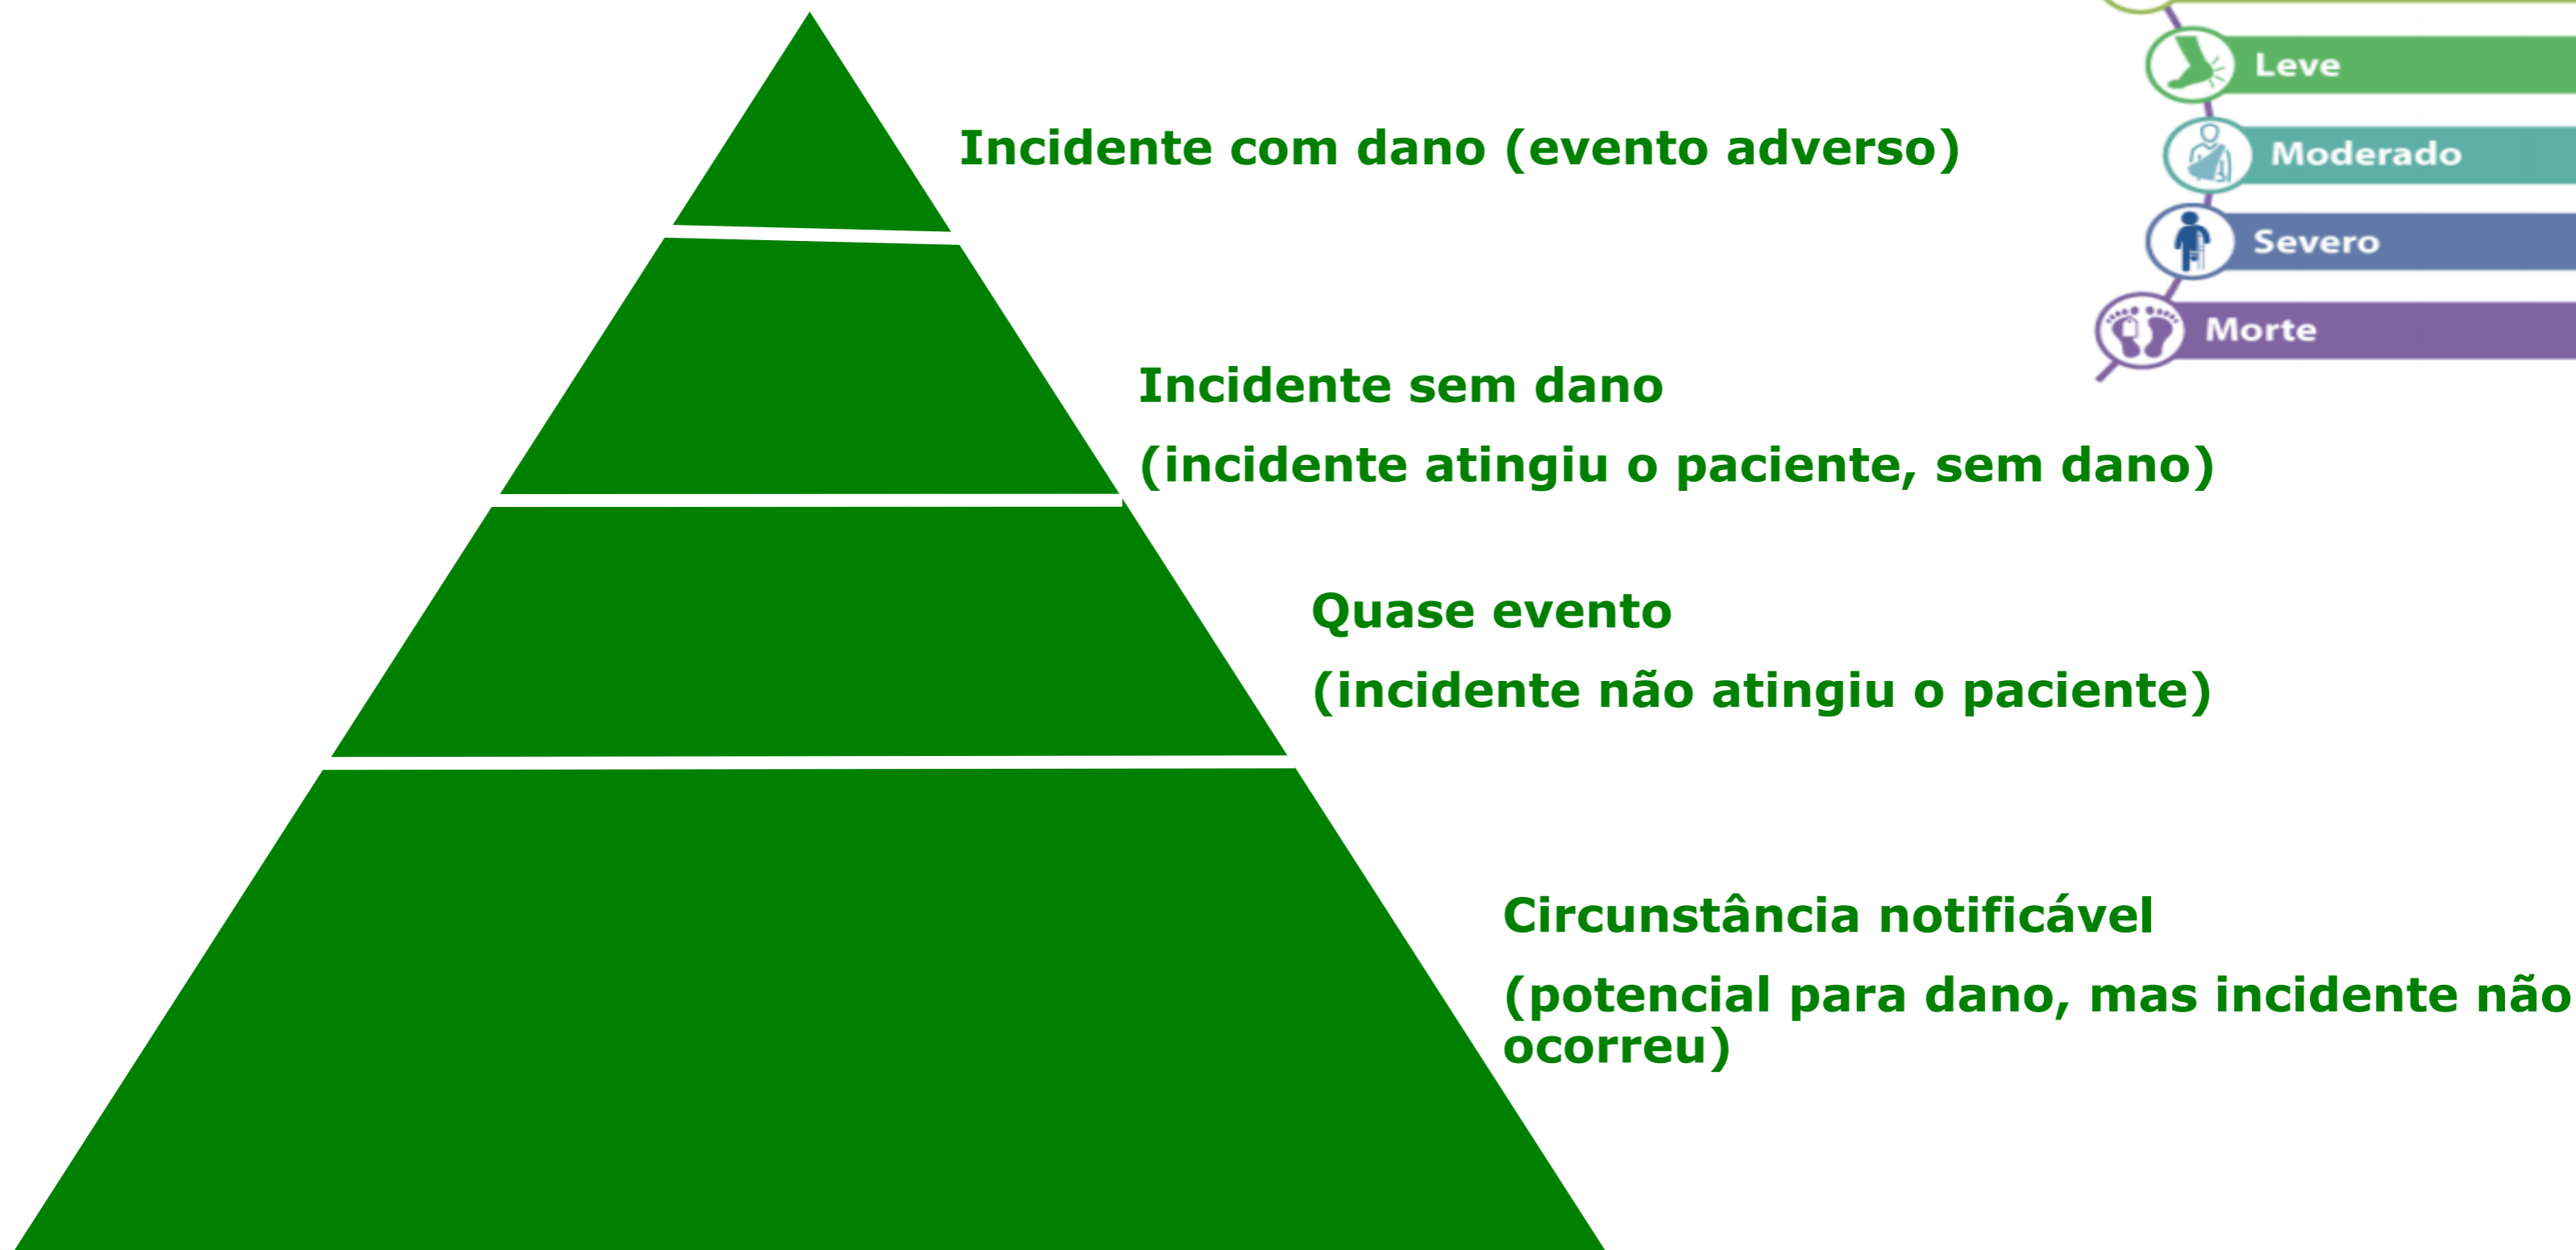 Incidente com dano (evento adverso)
Incidente sem dano
(incidente atingiu o paciente, sem dano)
Quase evento
(incidente não atingiu o paciente)
Circunstância notificável
(potencial para dano, mas incidente não
ocorreu)
Leve
Moderado
Severo
Morte